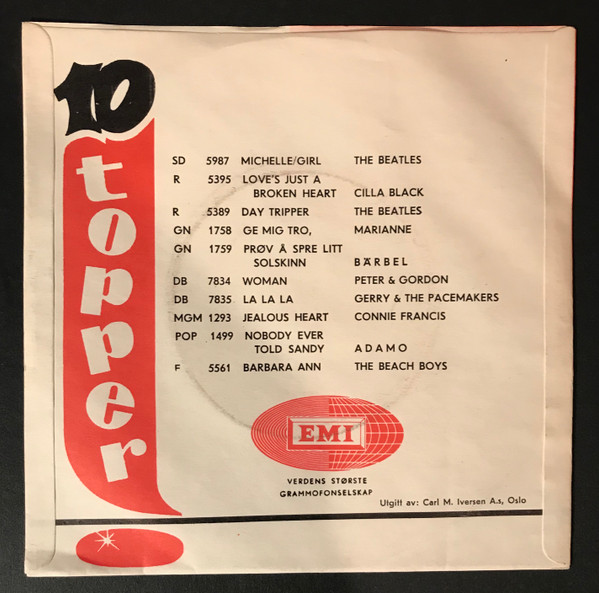 10
topper
SD 5987 MICHELLE/GIRL THE BEATLES
R 5395 LOVE'S JUST A
BROKEN HEART CILLA BLACK
R 5389 DAY TRIPPER THE BEATLES
GN 1758 GE MIG TRO, MARIANNE
GN 1759 PRØV Å SPRE LITT
SOLSKINN BÄRBEL
DB 7834 WOMAN PETER & GORDON
DB 7835 LA LA LA GERRY & THE PACEMAKERS
MGM 1293 JEALOUS HEART CONNIE FRANCIS
POP 1499 NOBODY EVER
TOLD SANDY ADAMO
F 5561 BARBARA ANN THE BEACH BOYS
EMI
VERDENS STØRSTE
GRAMMOFONSELSKAP
Utgitt av: Carl M. Iversen A.s, Oslo